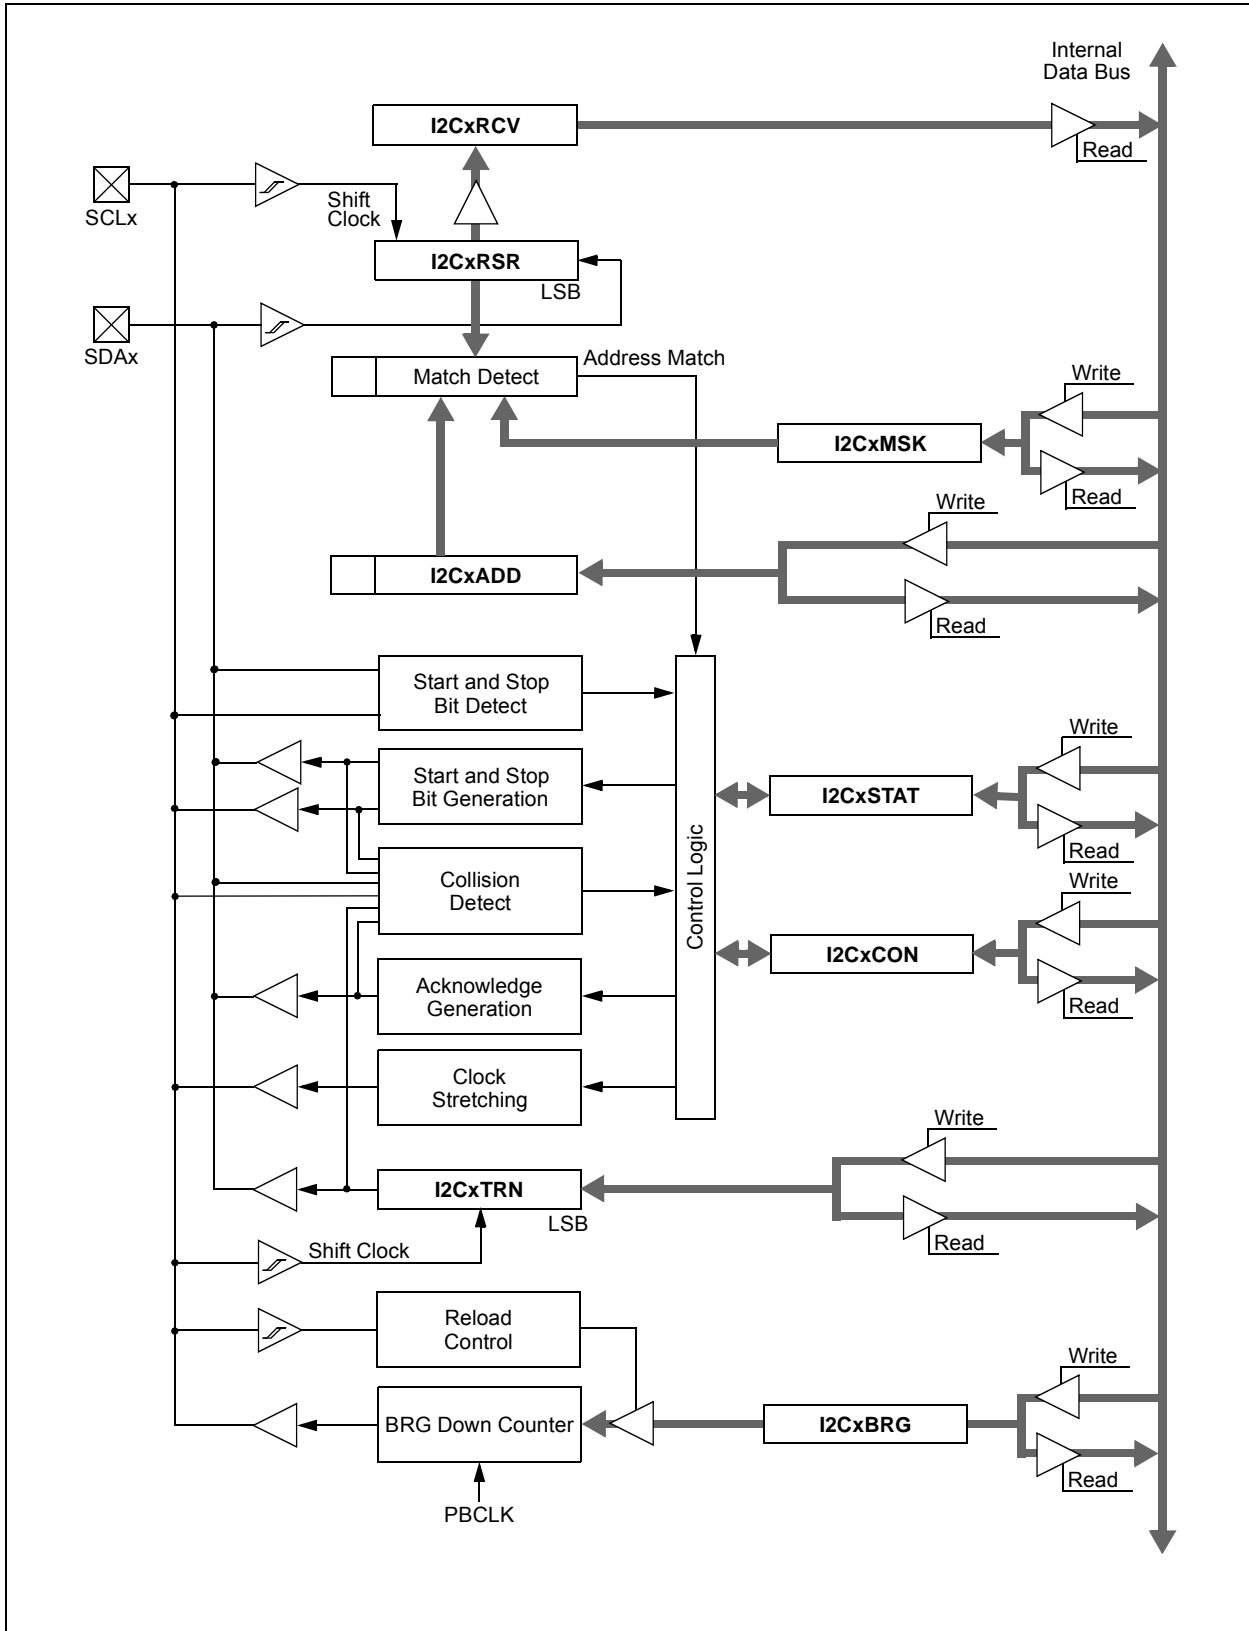 Internal
Data Bus
I2CxRCV
Read
SCLx
Shift
Clock
I2CxRSR
LSB
SDAx
Address Match
Match Detect
Write
I2CxMSK
Read
Write
I2CxADD
Read
Start and Stop
Bit Detect
Write
Start and Stop
Bit Generation
I2CxSTAT
Read
Control Logic
Collision
Detect
Write
I2CxCON
Read
Acknowledge
Generation
Clock
Stretching
Write
I2CxTRN
LSB
Read
Shift Clock
Reload
Control
Write
BRG Down Counter
I2CxBRG
Read
PBCLK